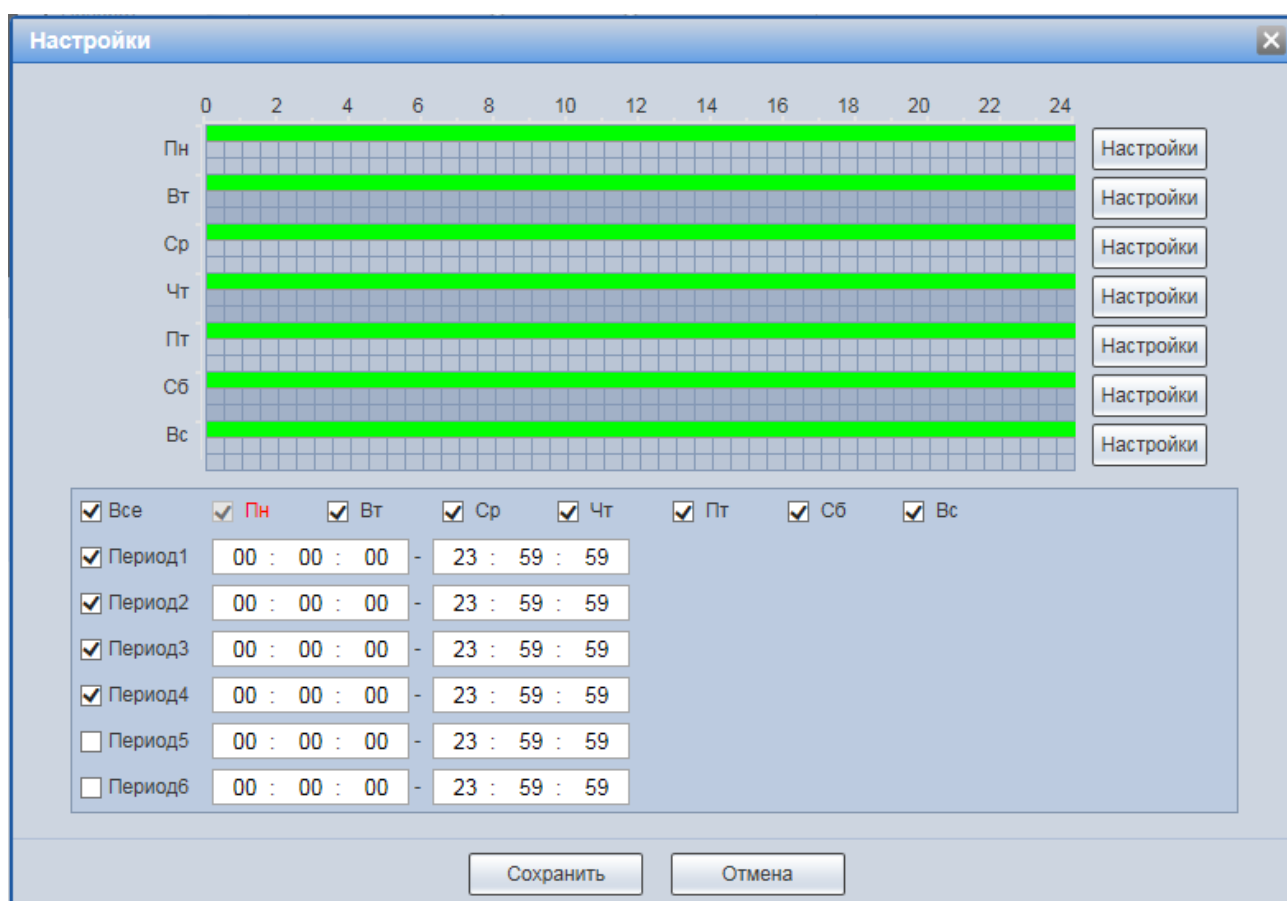 Настройки
0 2 4 6 8 10 12 14 16 18 20 22 24
Пн Настройки
Вт Настройки
Ср Настройки
Чт Настройки
Пт Настройки
Сб Настройки
Вс Настройки
Все Пн Вт Ср Чт Пт Сб Вс
Период1 00 : 00 : 00 - 23 : 59 : 59
Период2 00 : 00 : 00 - 23 : 59 : 59
Период3 00 : 00 : 00 - 23 : 59 : 59
Период4 00 : 00 : 00 - 23 : 59 : 59
Период5 00 : 00 : 00 - 23 : 59 : 59
Период6 00 : 00 : 00 - 23 : 59 : 59
Сохранить Отмена